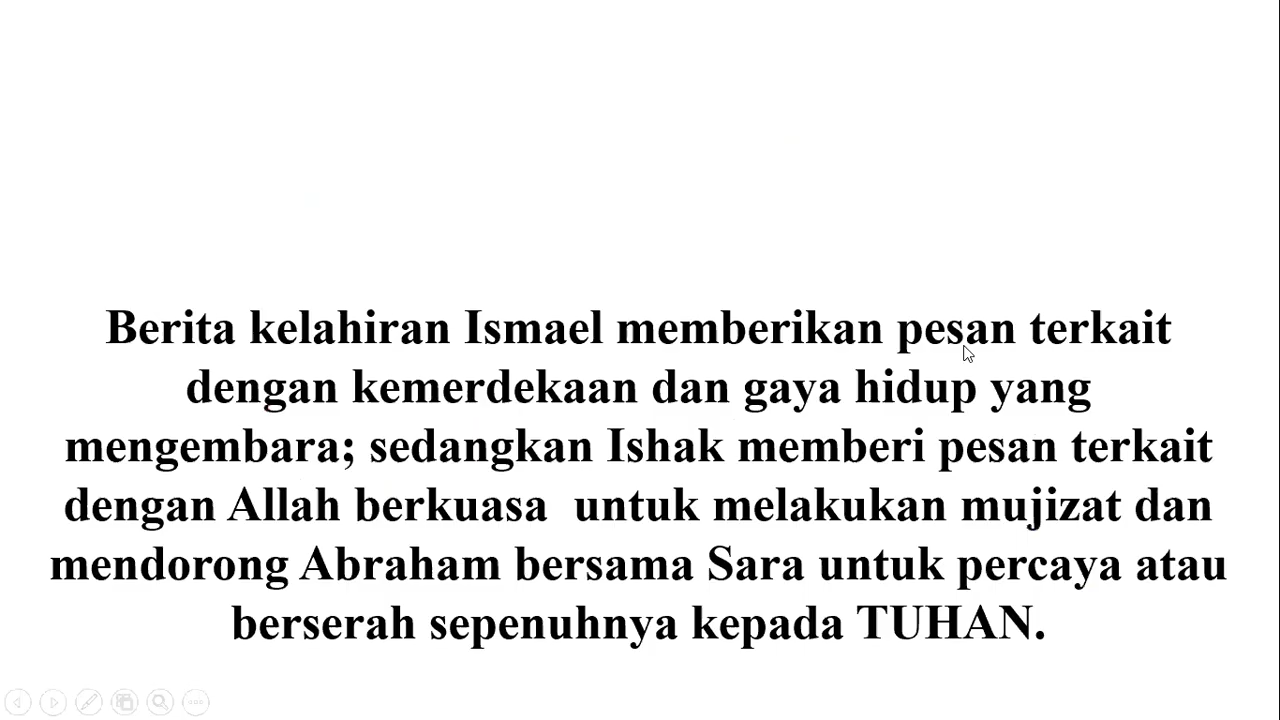 Berita kelahiran Ismael memberikan pesan terkait
dengan kemerdekaan dan gaya hidup yang
mengembara; sedangkan Ishak memberi pesan terkait
dengan Allah berkuasa  untuk melakukan mujizat dan
mendorong Abraham bersama Sara untuk percaya atau
berserah sepenuhnya kepada TUHAN.